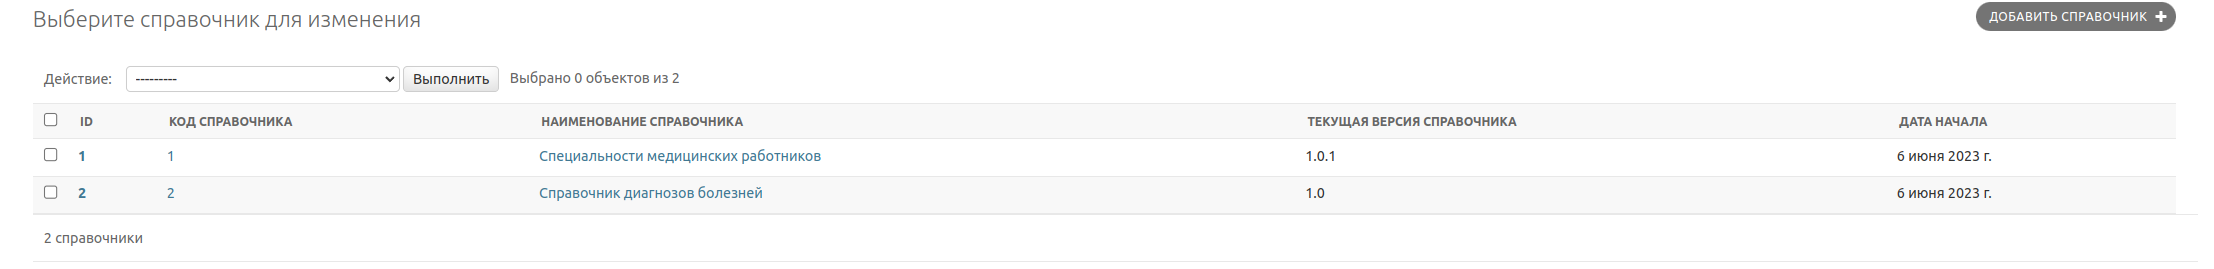 Выберите справочник для изменения
ДОБАВИТЬ СПРАВОЧНИК
Действие: --------- Выполнить Выбрано 0 объектов из 2
ID КОД СПРАВОЧНИКА НАИМЕНОВАНИЕ СПРАВОЧНИКА ТЕКУЩАЯ ВЕРСИЯ СПРАВОЧНИКА ДАТА НАЧАЛА
1 1 Специальности медицинских работников 1.0.1 6 июня 2023 г.
2 2 Справочник диагнозов болезней 1.0 6 июня 2023 г.
2 справочники